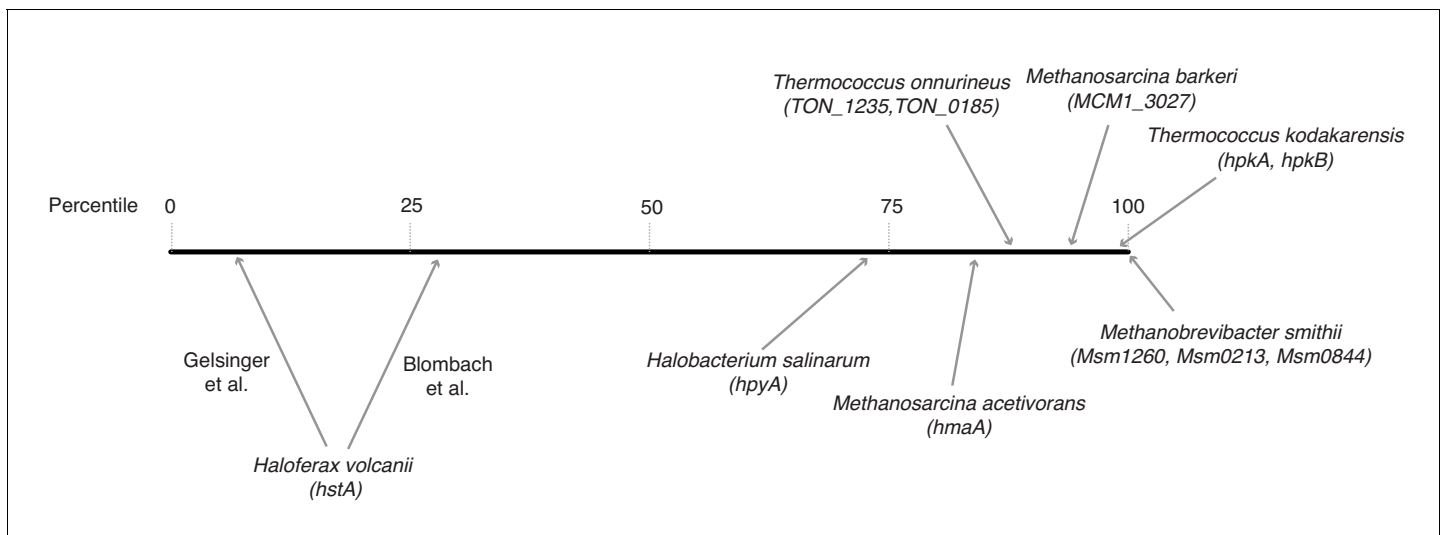 Thermococcus onnurineus
(TON_1235,TON_0185)
Methanosarcina barkeri
(MCM1_3027)
Thermococcus kodakarensis
(hpkA, hpkB)
Percentile 0 25 50 75 100
Gelsinger
et al.
Blombach
et al.
Haloferax volcanii
(hstA)
Halobacterium salinarum
(hpyA)
Methanosarcina acetivorans
(hmaA)
Methanobrevibacter smithii
(Msm1260, Msm0213, Msm0844)